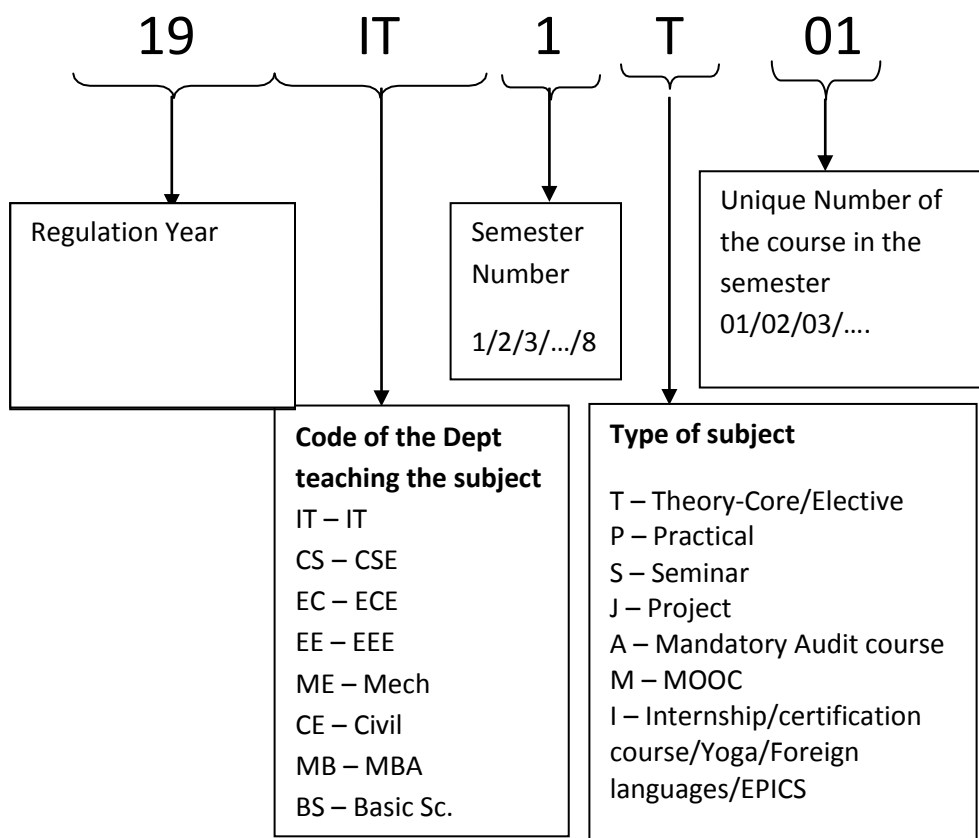 19 IT 1 T 01
Regulation Year
Semester
Number
1/2/3/…/8
Unique Number of
the course in the
semester
01/02/03/….
Code of the Dept
teaching the subject
IT – IT
CS – CSE
EC – ECE
EE – EEE
ME – Mech
CE – Civil
MB – MBA
BS – Basic Sc.
Type of subject
T – Theory-Core/Elective
P – Practical
S – Seminar
J – Project
A – Mandatory Audit course
M – MOOC
I – Internship/certification
course/Yoga/Foreign
languages/EPICS